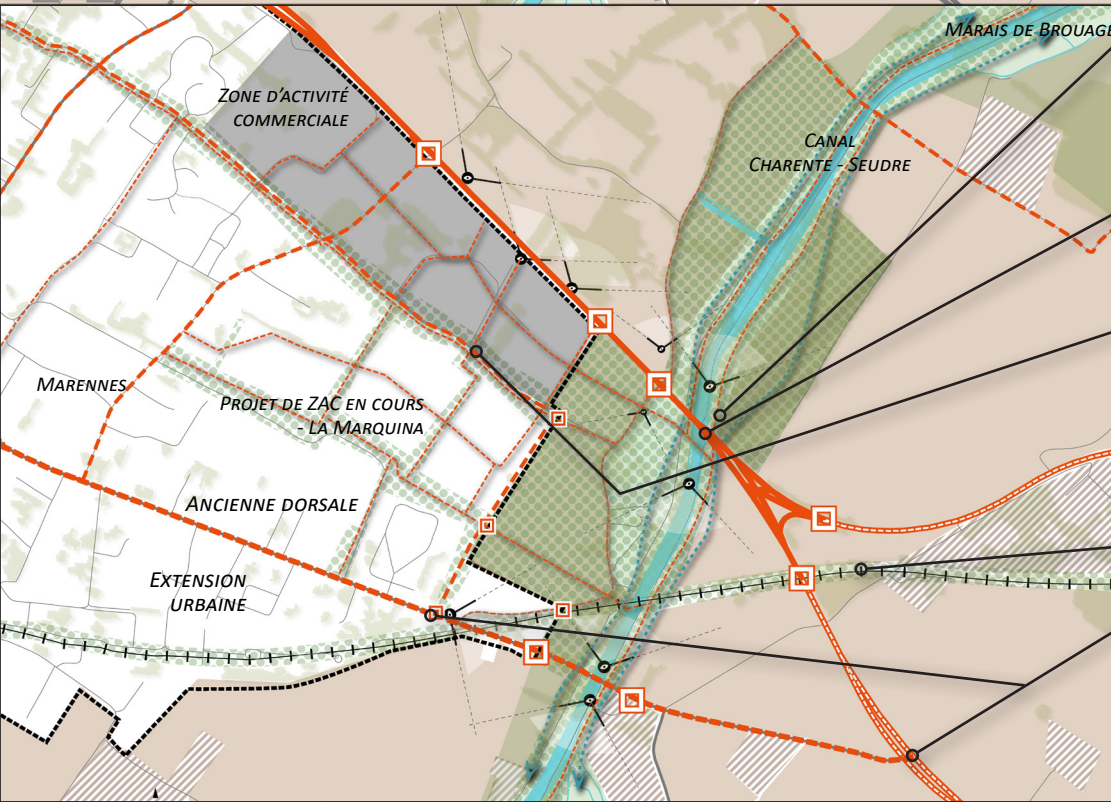 MARAIS DE BROUAGE
ZONE D'ACTIVITÉ
COMMERCIALE
CANAL
CHARENTE - SEUDRE
MARENNES
PROJET DE ZAC EN COURS
- LA MARQUINA
ANCIENNE DORSALE
EXTENSION
URBAINE